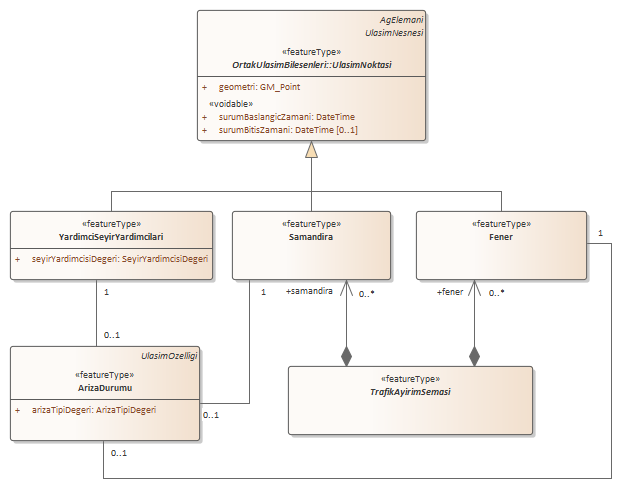 AgElemani
UlasimNesnesi
«featureType»
OrtakUlasimBilesenleri::UlasimNoktasi
+ geometri: GM_Point
«voidable»
+ surumBaslangicZamani: DateTime
+ surumBitisZamani: DateTime [0..1]
«featureType»
YardimciSeyirYardimcilari
+ seyirYardimcisiDegeri: SeyirYardimcisiDegeri
«featureType»
Samandira
«featureType»
Fener
1
1
1
+samandira
0..*
+fener
0..*
0..1
UlasimOzelligi
«featureType»
ArizaDurumu
+ arizaTipiDegeri: ArizaTipiDegeri
0..1
0..1
«featureType»
TrafikAyirimSemasi